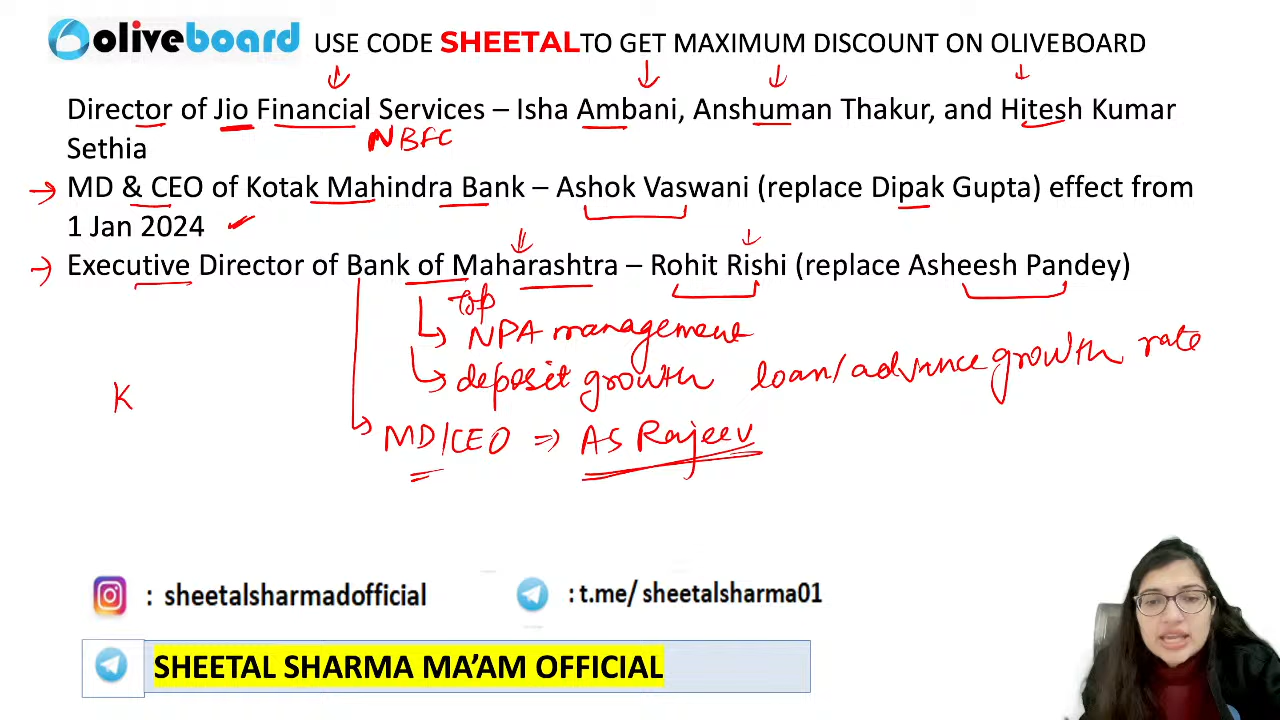 oliveboard USE CODE SHEETAL TO GET MAXIMUM DISCOUNT ON OLIVEBOARD
Director of Jio Financial Services – Isha Ambani, Anshuman Thakur, and Hitesh Kumar
NBFC
Sethia
MD & CEO of Kotak Mahindra Bank – Ashok Vaswani (replace Dipak Gupta) effect from
1 Jan 2024
Executive Director of Bank of Maharashtra – Rohit Rishi (replace Asheesh Pandey)
Top
NPA management
deposit growth loan/advance growth rate
K
MD/CEO ⇒ AS Rajeev
: sheetalsharmadofficial : t.me/ sheetalsharma01
SHEETAL SHARMA MA’AM OFFICIAL